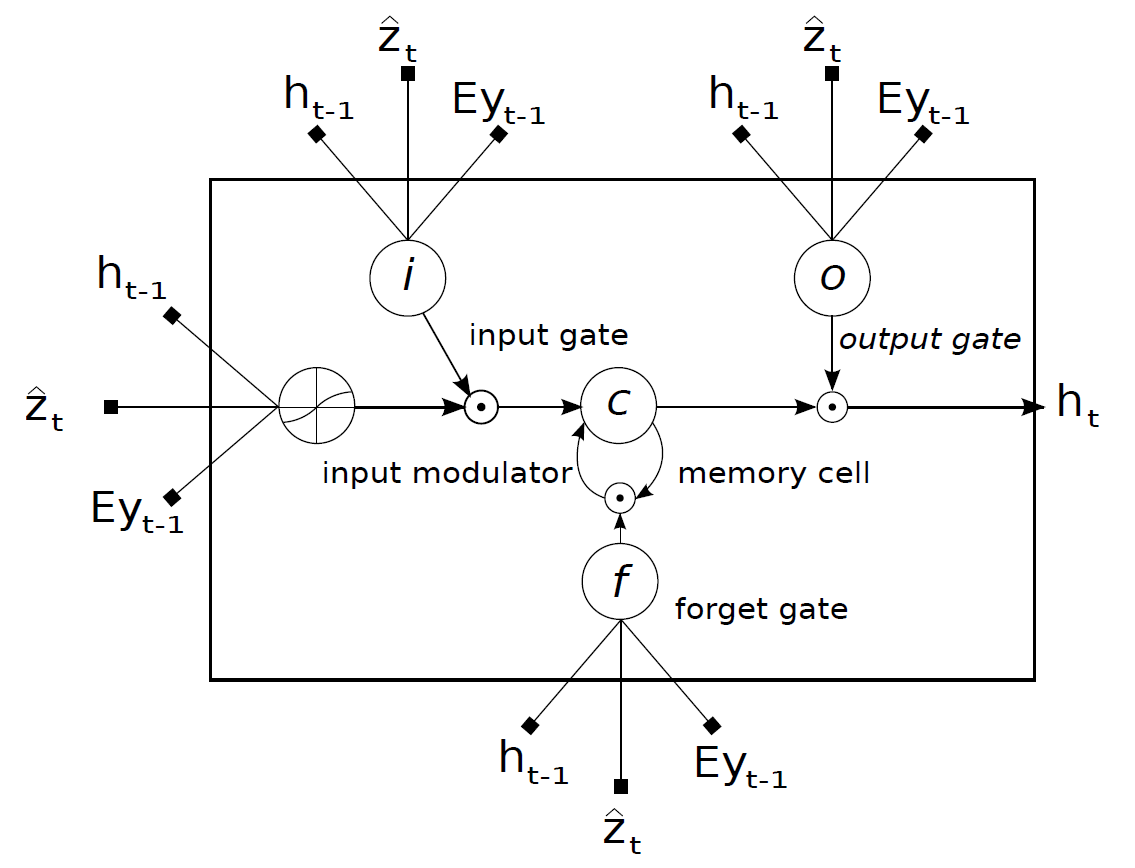 ẑt
ẑt
ht-1
Eyt-1
ht-1
Eyt-1
i
o
ht-1
input gate
output gate
ẑt
c
ht
input modulator
memory cell
Eyt-1
f
forget gate
ht-1
Eyt-1
ẑt